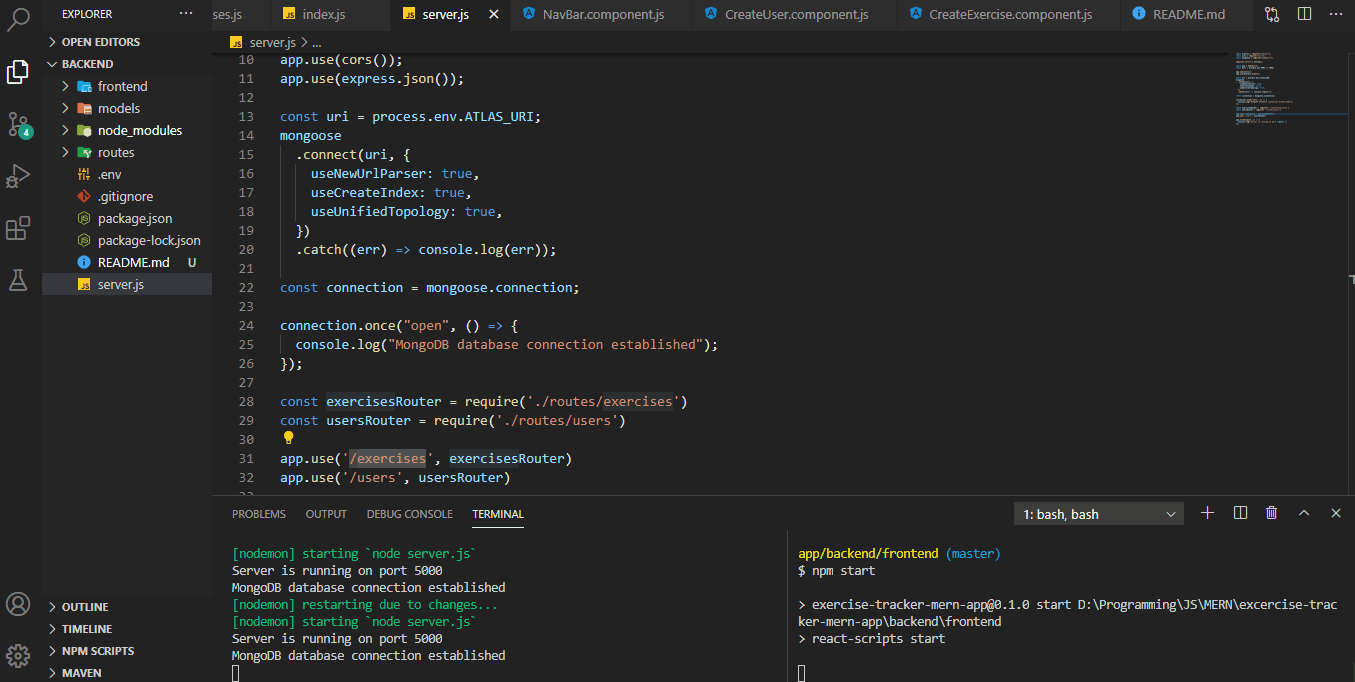 EXPLORER ···
ses.js index.js server.js NavBar.component.js CreateUser.component.js CreateExercise.component.js README.md ···
OPEN EDITORS
BACKEND
frontend
models
node_modules
routes
.env
.gitignore
package.json
package-lock.json
README.md U
server.js
4
OUTLINE
TIMELINE
NPM SCRIPTS
MAVEN
server.js > ...
10 app.use(cors());
11 app.use(express.json());
12
13 const uri = process.env.ATLAS_URI;
14 mongoose
15 .connect(uri, {
16 useNewUrlParser: true,
17 useCreateIndex: true,
18 useUnifiedTopology: true,
19 })
20 .catch((err) => console.log(err));
21
22 const connection = mongoose.connection;
23
24 connection.once("open", () => {
25 console.log("MongoDB database connection established");
26 });
27
28 const exercisesRouter = require('./routes/exercises')
29 const usersRouter = require('./routes/users')
30
31 app.use('/exercises', exercisesRouter)
32 app.use('/users', usersRouter)
PROBLEMS OUTPUT DEBUG CONSOLE TERMINAL 1: bash, bash
[nodemon] starting `node server.js`
Server is running on port 5000
MongoDB database connection established
[nodemon] restarting due to changes...
[nodemon] starting `node server.js`
Server is running on port 5000
MongoDB database connection established
app/backend/frontend (master)
$ npm start
> exercise-tracker-mern-app@0.1.0 start D:\Programming\JS\MERN\excercise-trac
ker-mern-app\backend\frontend
> react-scripts start